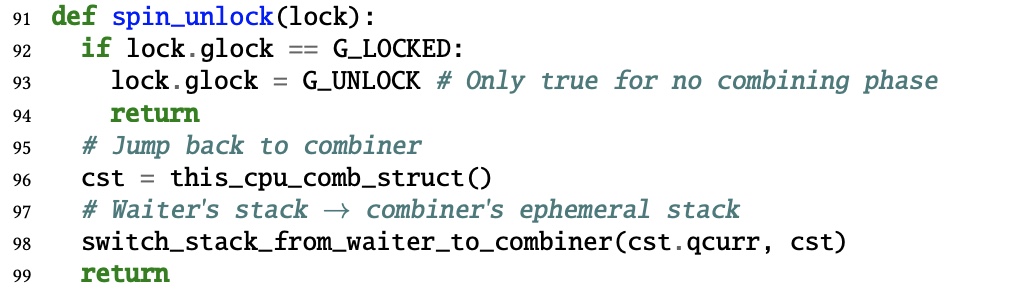 91 def spin_unlock(lock):
92   if lock.glock == G_LOCKED:
93     lock.glock = G_UNLOCK # Only true for no combining phase
94     return
95   # Jump back to combiner
96   cst = this_cpu_comb_struct()
97   # Waiter's stack → combiner's ephemeral stack
98   switch_stack_from_waiter_to_combiner(cst.qcurr, cst)
99   return